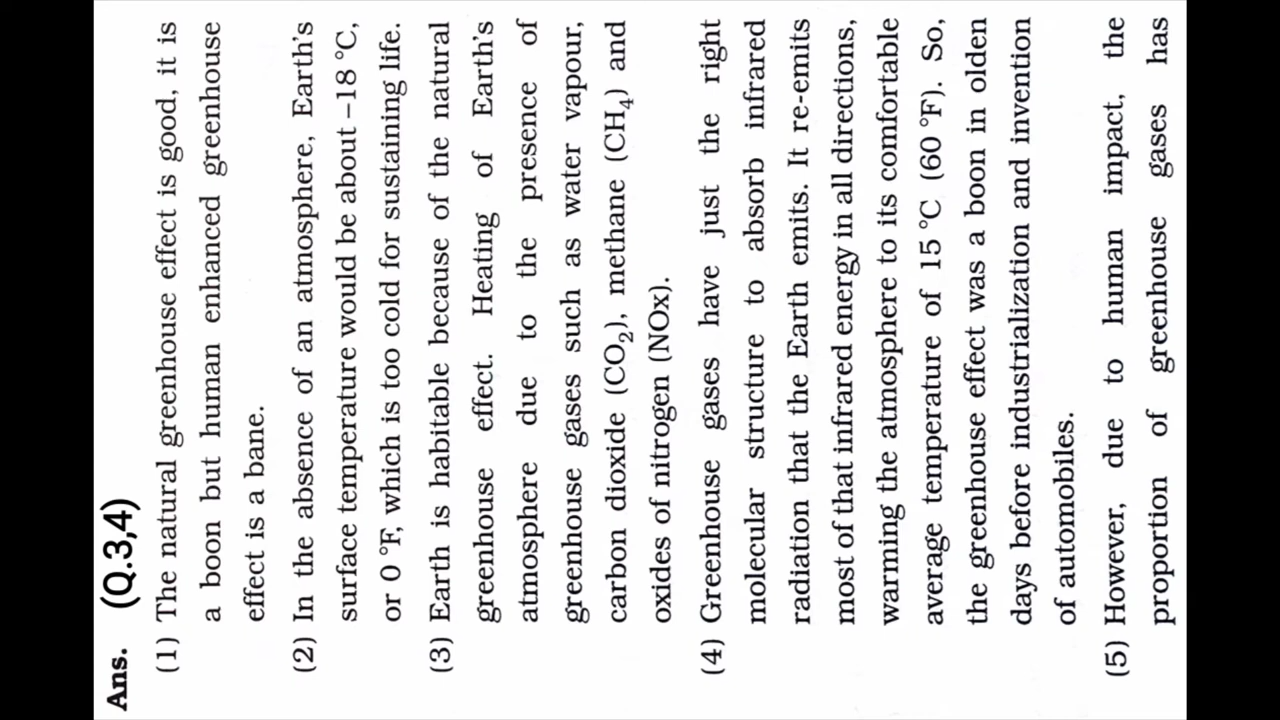 Ans. (Q.3,4)
(1) The natural greenhouse effect is good, it is
a boon but human enhanced greenhouse
effect is a bane.
(2) In the absence of an atmosphere, Earth's
surface temperature would be about –18 °C,
or 0 °F, which is too cold for sustaining life.
(3) Earth is habitable because of the natural
greenhouse effect. Heating of Earth's
atmosphere due to the presence of
greenhouse gases such as water vapour,
carbon dioxide (CO₂), methane (CH₄) and
oxides of nitrogen (NOx).
(4) Greenhouse gases have just the right
molecular structure to absorb infrared
radiation that the Earth emits. It re-emits
most of that infrared energy in all directions,
warming the atmosphere to its comfortable
average temperature of 15 °C (60 °F). So,
the greenhouse effect was a boon in olden
days before industrialization and invention
of automobiles.
(5) However, due to human impact, the
proportion of greenhouse gases has